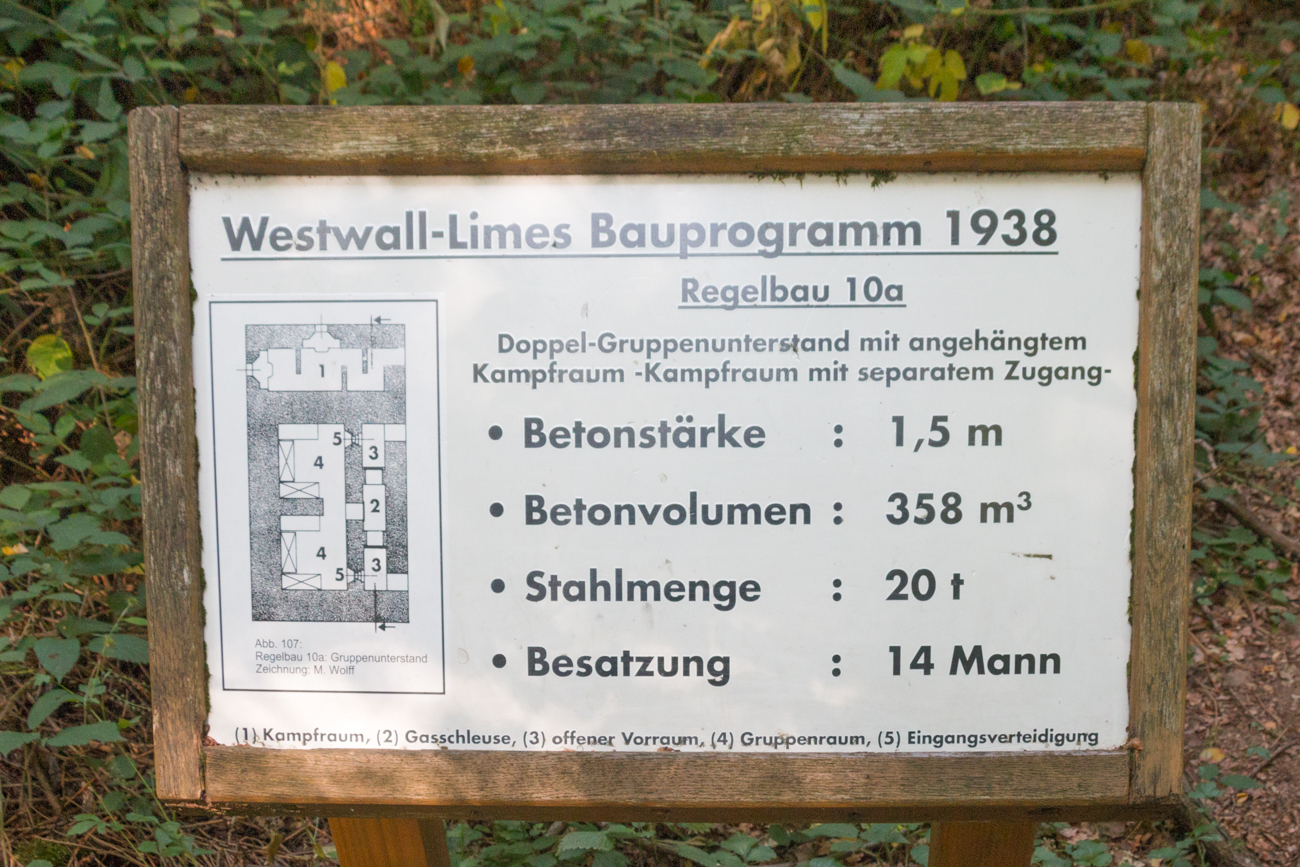 Westwall-Limes Bauprogramm 1938
Regelbau 10a
Doppel-Gruppenunterstand mit angehängtem
Kampfraum -Kampfraum mit separatem Zugang-
• Betonstärke : 1,5 m
• Betonvolumen : 358 m³
• Stahlmenge : 20 t
• Besatzung : 14 Mann
1
5
3
4
2
4
3
5
Abb. 107:
Regelbau 10a: Gruppenunterstand
Zeichnung: M. Wolff
(1) Kampfraum, (2) Gasschleuse, (3) offener Vorraum, (4) Gruppenraum, (5) Eingangsverteidigung